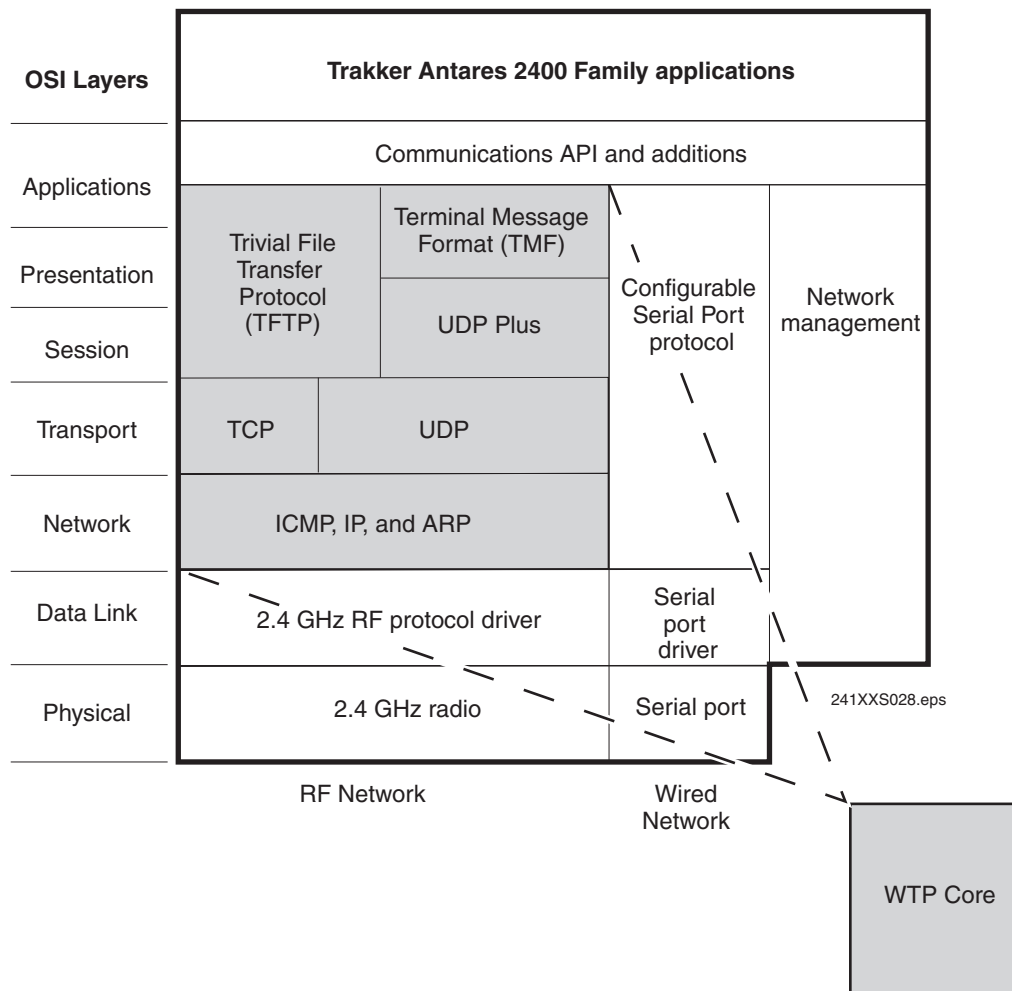 OSI Layers
Trakker Antares 2400 Family applications
Communications API and additions
Applications
Presentation
Session
Transport
Network
Data Link
Physical
Trivial File
Transfer
Protocol
(TFTP)
Terminal Message
Format (TMF)
UDP Plus
TCP
UDP
ICMP, IP, and ARP
Configurable
Serial Port
protocol
Network
management
2.4 GHz RF protocol driver
Serial
port
driver
2.4 GHz radio
Serial port
241XXS028.eps
RF Network
Wired
Network
WTP Core